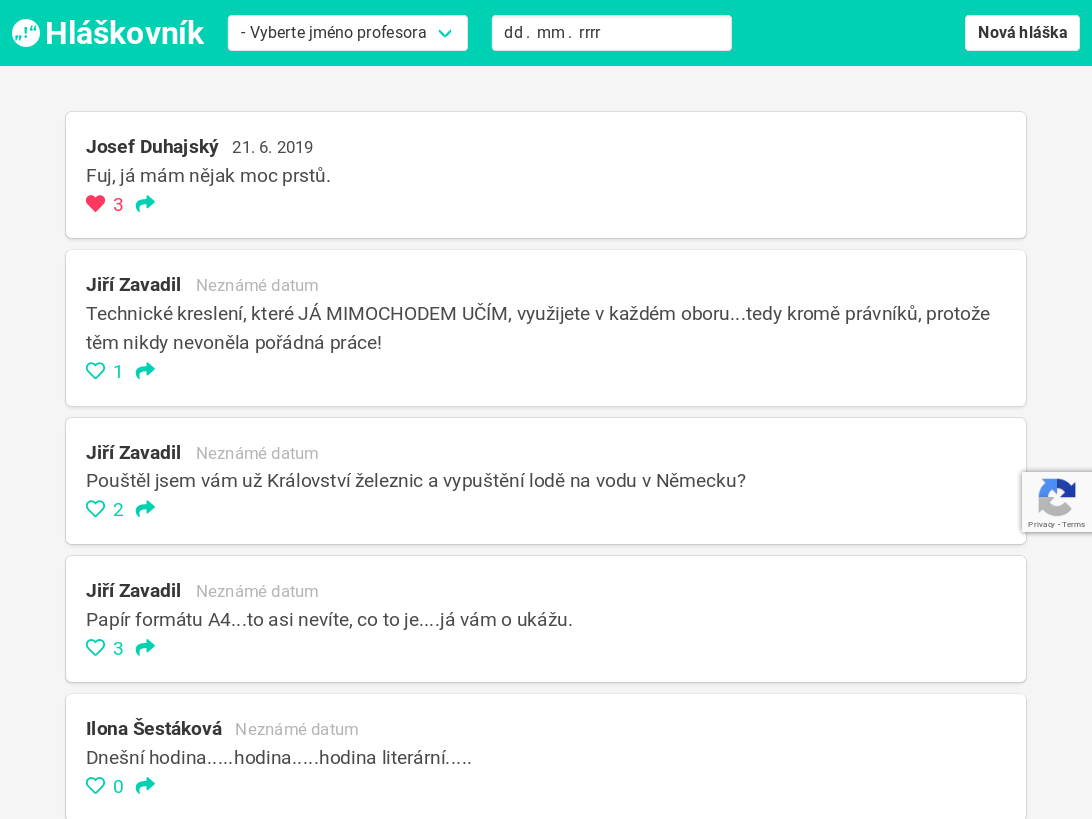 Hláškovník
- Vyberte jméno profesora
dd . mm . rrrr
Nová hláška
Josef Duhajský 21. 6. 2019
Fuj, já mám nějak moc prstů.
3
Jiří Zavadil Neznámé datum
Technické kreslení, které JÁ MIMOCHODEM UČÍM, využijete v každém oboru...tedy kromě právníků, protože
těm nikdy nevoněla pořádná práce!
1
Jiří Zavadil Neznámé datum
Pouštěl jsem vám už Království železnic a vypuštění lodě na vodu v Německu?
2
Privacy - Terms
Jiří Zavadil Neznámé datum
Papír formátu A4...to asi nevíte, co to je....já vám o ukážu.
3
Ilona Šestáková Neznámé datum
Dnešní hodina.....hodina.....hodina literární.....
0